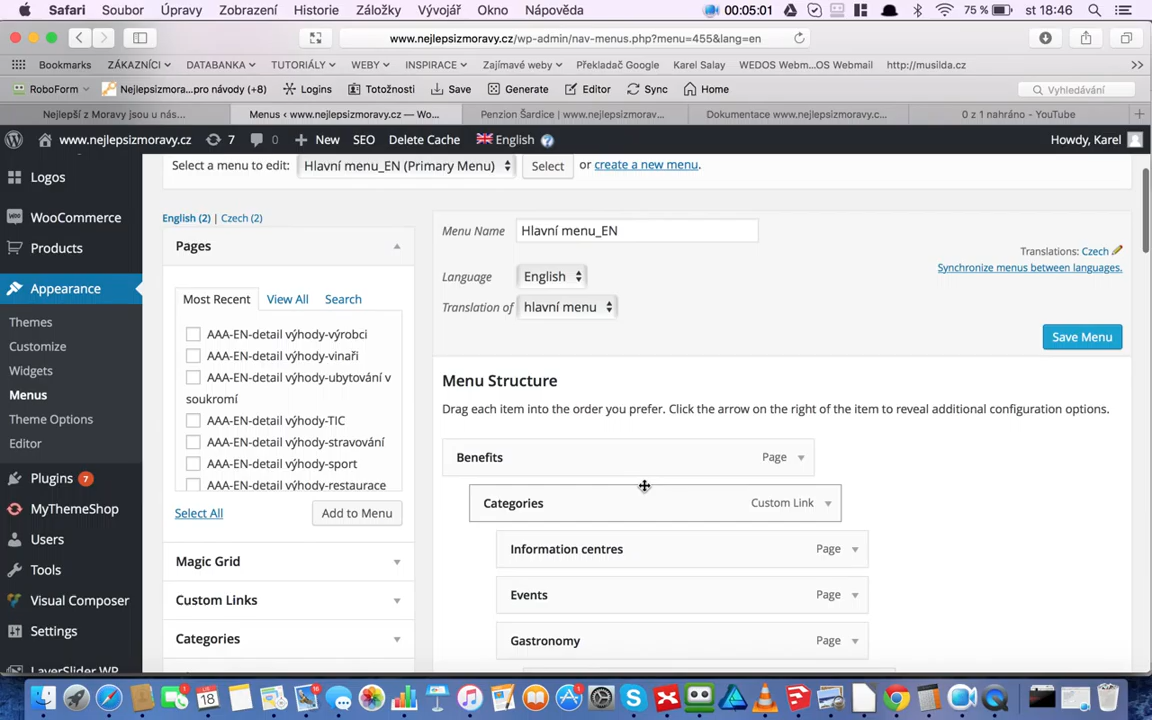 Safari Soubor Úpravy Zobrazení Historie Záložky Vývojář Okno Nápověda 00:05:01 75 % st 18:46
www.nejlepsizmoravy.cz/wp-admin/nav-menus.php?menu=455&lang=en
Bookmarks ZÁKAZNÍCI DATABANKA TUTORIÁLY WEBY INSPIRACE Zajímavé weby Překladač Google Karel Salay WEDOS Webm...OS Webmail http://musilda.cz
RoboForm Nejlepsizm...pro návody (+8) Logins Totožnosti Save Generate Editor Sync Home Vyhledávání
Nejlepší z Moravy jsou u nás... Menus ‹ www.nejlepsizmoravy.cz — Wo... Penzion Šardice | www.nejlepsizmorav... Dokumentace www.nejlepsizmoravy.c... 0 z 1 nahráno - YouTube
www.nejlepsizmoravy.cz 7 0 New SEO Delete Cache English Howdy, Karel
Logos
WooCommerce
Products
Appearance
Themes
Customize
Widgets
Menus
Theme Options
Editor
Plugins 7
MyThemeShop
Users
Tools
Visual Composer
Settings
LayerSlider WP
Select a menu to edit: Hlavní menu_EN (Primary Menu) Select or create a new menu.
English (2) | Czech (2)
Pages
Most Recent View All Search
AAA-EN-detail výhody-výrobci
AAA-EN-detail výhody-vinaři
AAA-EN-detail výhody-ubytování v
soukromí
AAA-EN-detail výhody-TIC
AAA-EN-detail výhody-stravování
AAA-EN-detail výhody-sport
AAA-EN-detail výhody-restaurace
Select All Add to Menu
Magic Grid
Custom Links
Categories
Menu Name Hlavní menu_EN
Translations: Czech
Synchronize menus between languages.
Language English
Translation of hlavní menu
Save Menu
Menu Structure
Drag each item into the order you prefer. Click the arrow on the right of the item to reveal additional configuration options.
Benefits Page
Categories Custom Link
Information centres Page
Events Page
Gastronomy Page
18